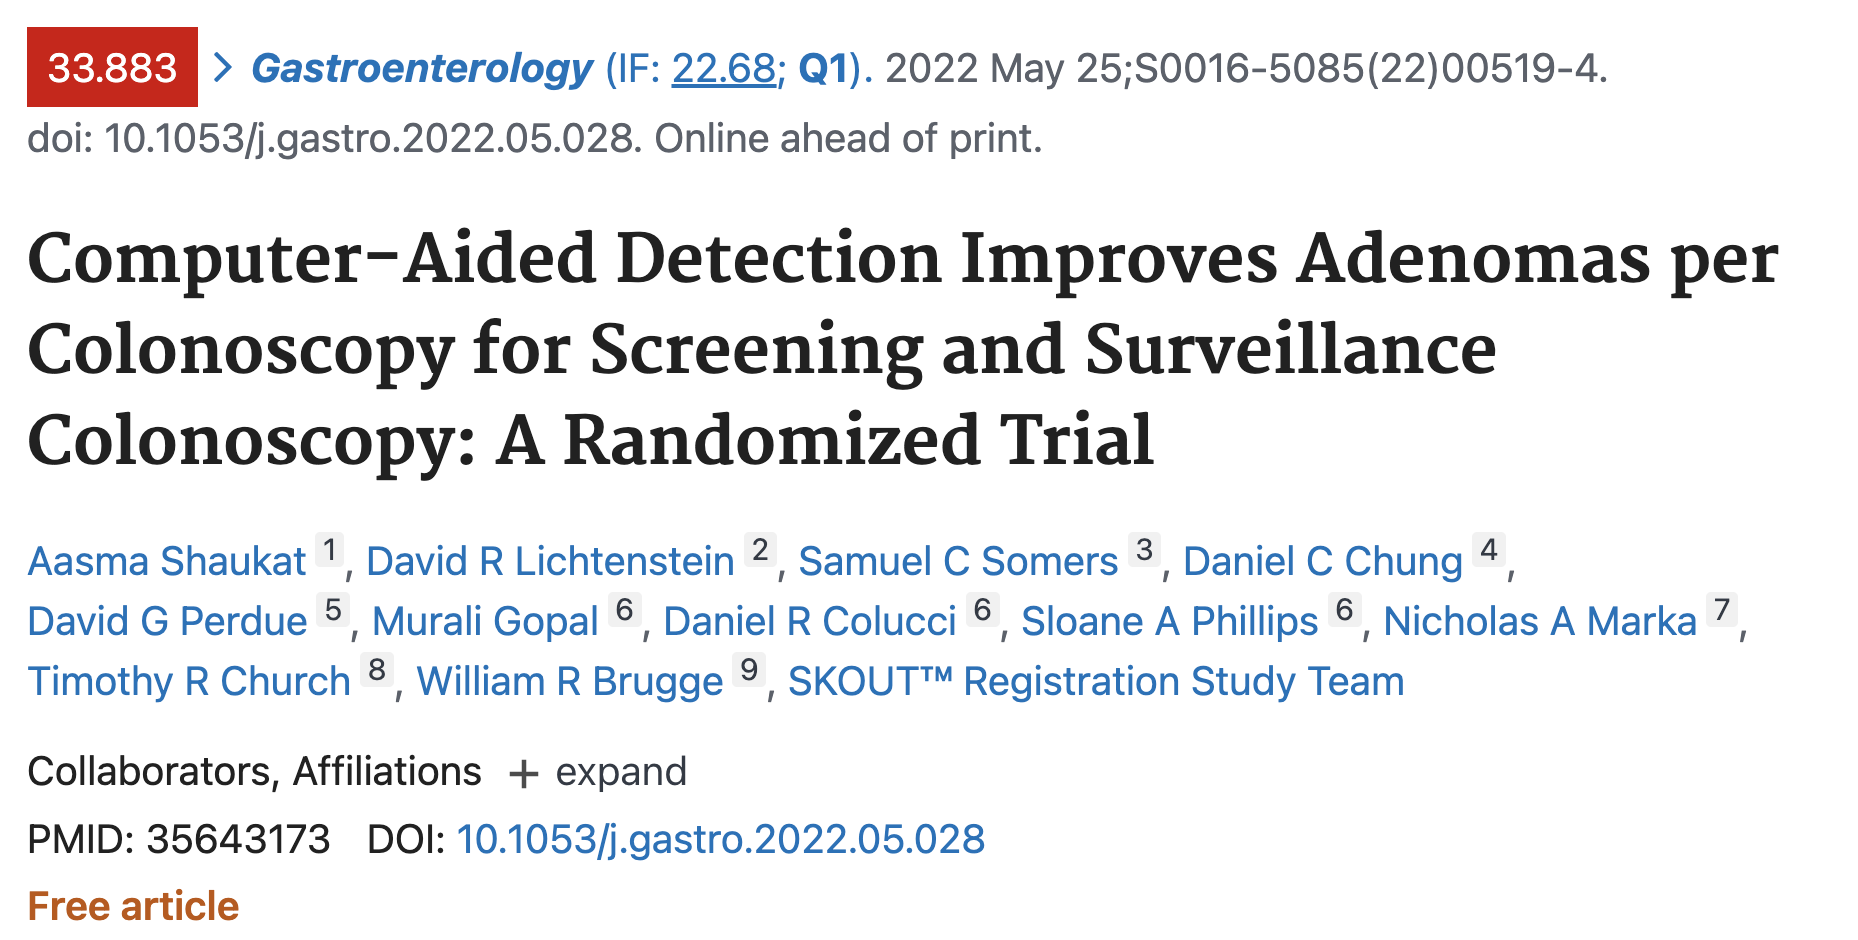 33.883 > Gastroenterology (IF: 22.68; Q1). 2022 May 25;S0016-5085(22)00519-4.
doi: 10.1053/j.gastro.2022.05.028. Online ahead of print.
Computer-Aided Detection Improves Adenomas per
Colonoscopy for Screening and Surveillance
Colonoscopy: A Randomized Trial
Aasma Shaukat 1, David R Lichtenstein 2, Samuel C Somers 3, Daniel C Chung 4,
David G Perdue 5, Murali Gopal 6, Daniel R Colucci 6, Sloane A Phillips 6, Nicholas A Marka 7,
Timothy R Church 8, William R Brugge 9, SKOUT™ Registration Study Team
Collaborators, Affiliations + expand
PMID: 35643173 DOI: 10.1053/j.gastro.2022.05.028
Free article